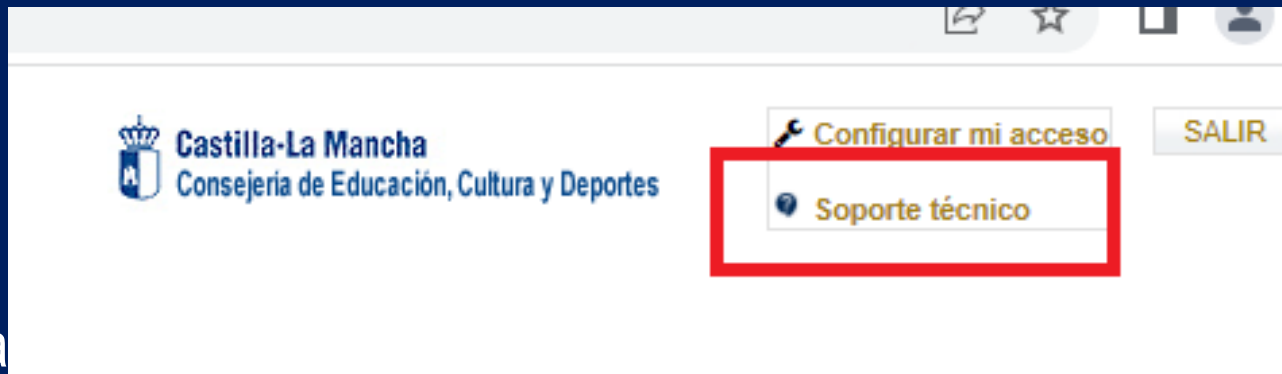 Castilla-La Mancha
Consejería de Educación, Cultura y Deportes
Configurar mi acceso
SALIR
Soporte técnico
a